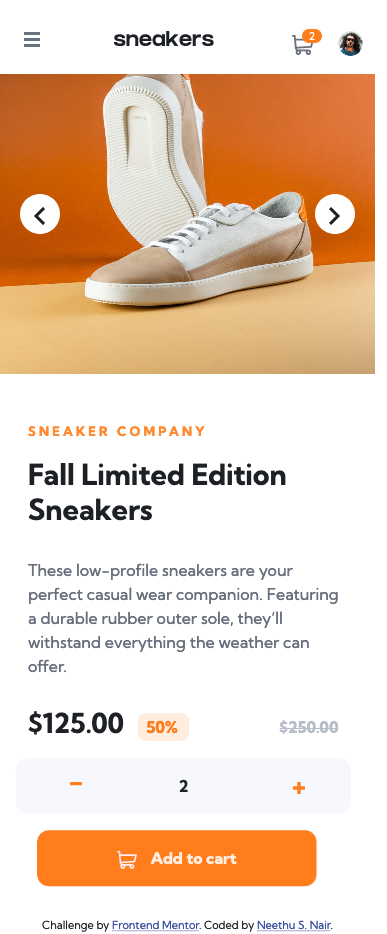 sneakers
2
SNEAKER COMPANY
Fall Limited Edition
Sneakers
These low-profile sneakers are your
perfect casual wear companion. Featuring
a durable rubber outer sole, they'll
withstand everything the weather can
offer.
$125.00 50% $250.00
- 2 +
Add to cart
Challenge by Frontend Mentor. Coded by Neethu S. Nair.